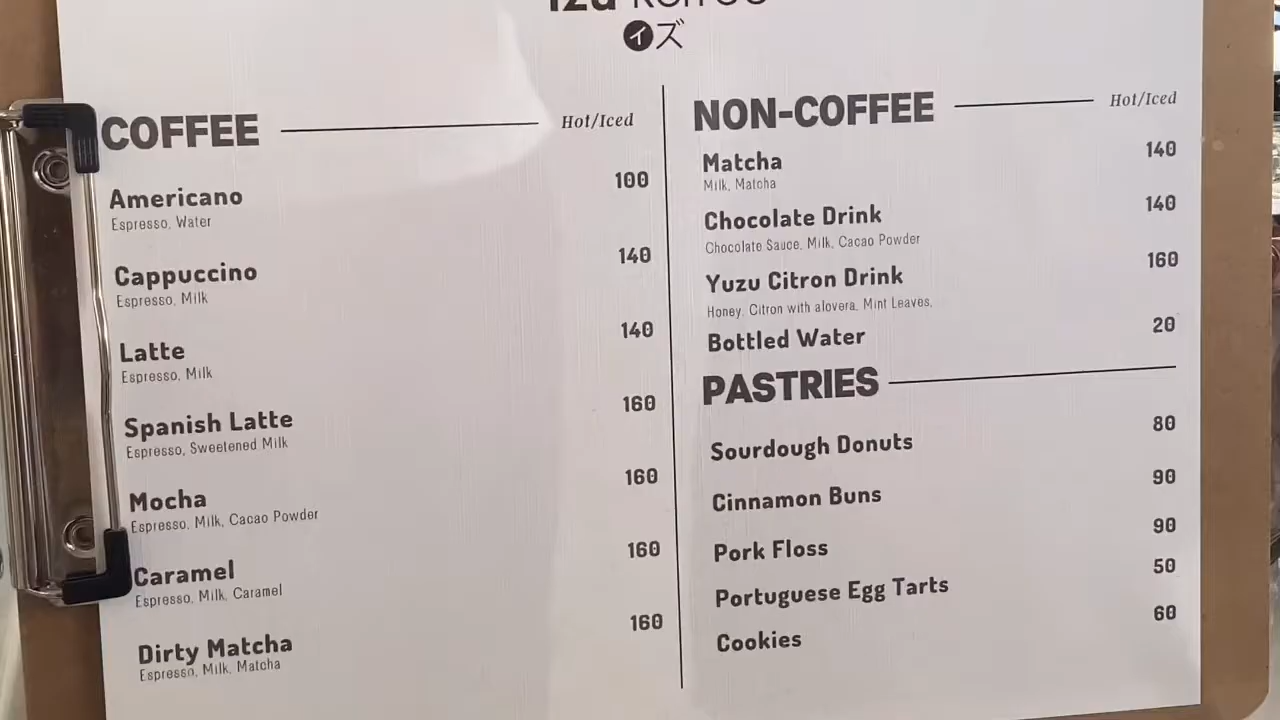 Izu Koffee
イズ
COFFEE Hot/Iced
Americano 100
Espresso, Water
Cappuccino 140
Espresso, Milk
Latte 140
Espresso, Milk
Spanish Latte 160
Espresso, Sweetened Milk
Mocha 160
Espresso, Milk, Cacao Powder
Caramel 160
Espresso, Milk, Caramel
Dirty Matcha 160
Espresso, Milk, Matcha
NON-COFFEE Hot/Iced
Matcha 140
Milk, Matcha
Chocolate Drink 140
Chocolate Sauce, Milk, Cacao Powder
Yuzu Citron Drink 160
Honey, Citron with alovera, Mint Leaves,
Bottled Water 20
PASTRIES
Sourdough Donuts 80
Cinnamon Buns 90
Pork Floss 90
Portuguese Egg Tarts 50
Cookies 60